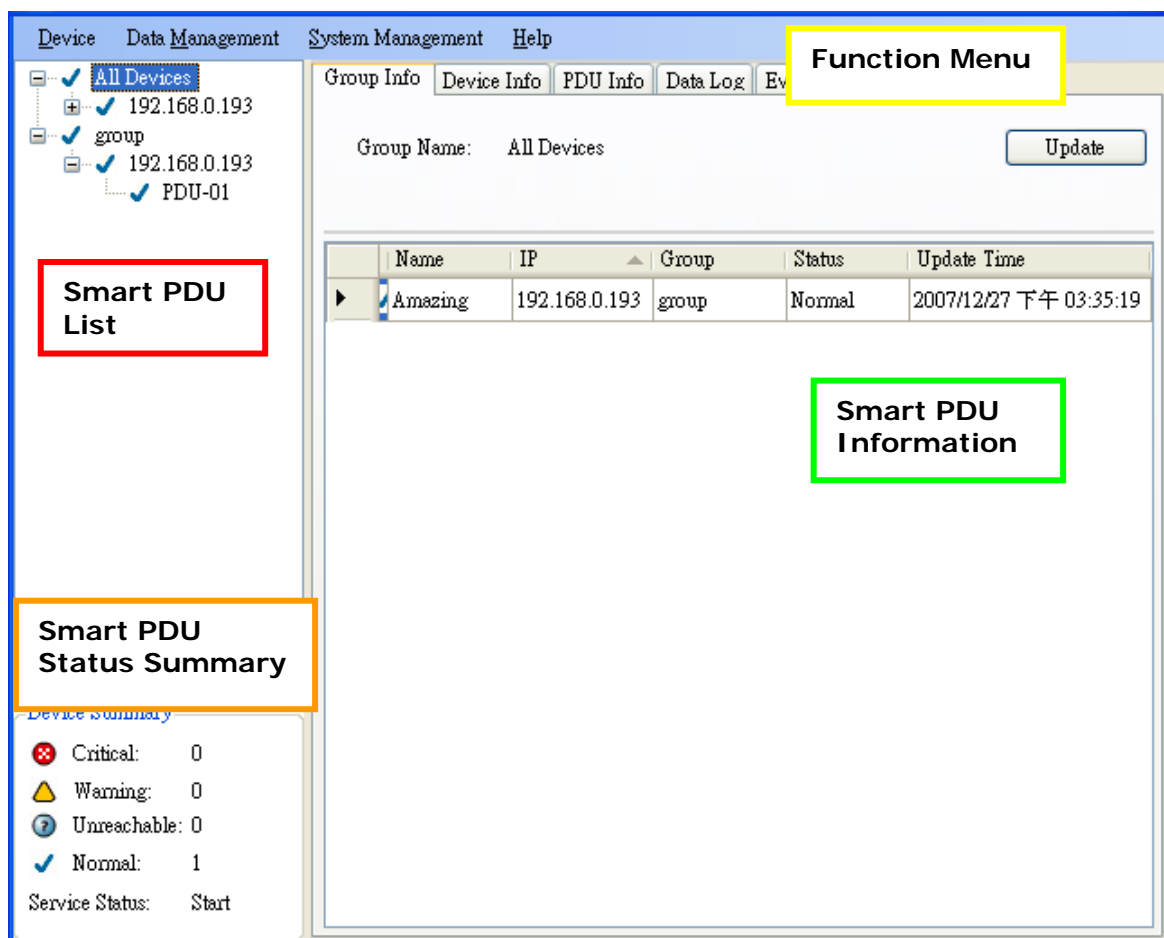 Device Data Management System Management Help
Function Menu
All Devices
192.168.0.193
group
192.168.0.193
PDU-01
Smart PDU
List
Group Info Device Info PDU Info Data Log
Group Name: All Devices Update
Name IP Group Status Update Time
Amazing 192.168.0.193 group Normal 2007/12/27 下午 03:35:19
Smart PDU
Information
Smart PDU
Status Summary
Device Summary
Critical: 0
Warning: 0
Unreachable: 0
Normal: 1
Service Status: Start